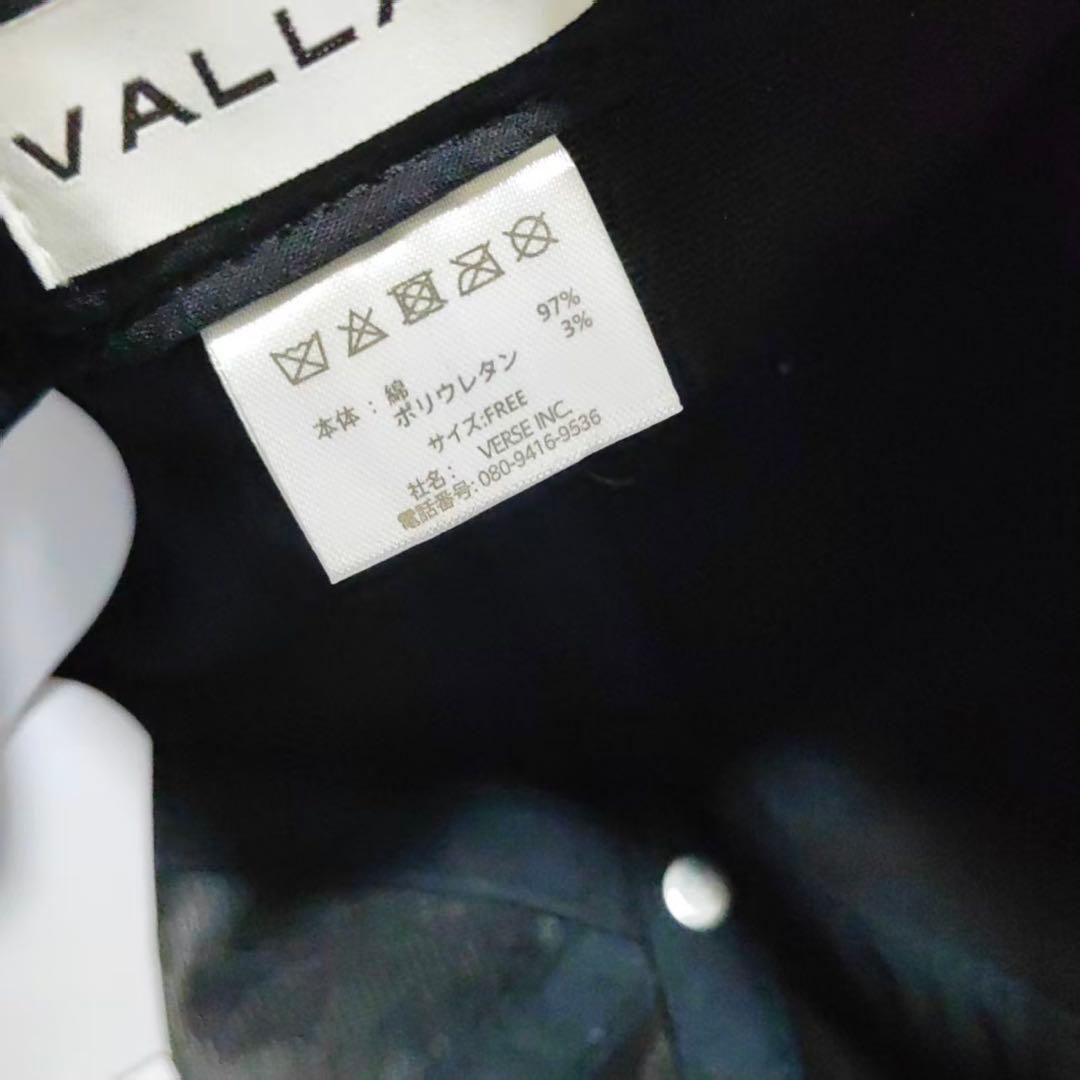 VALLA
本体：綿 97%
ポリウレタン 3%
サイズ:FREE
社名： VERSE INC.
電話番号: 080-9416-9536